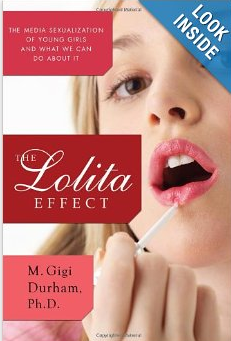 LOOK
INSIDE
THE MEDIA SEXUALIZATION
OF YOUNG GIRLS
AND WHAT WE CAN
DO ABOUT IT
THE
Lolita
EFFECT
M. Gigi
Durham,
Ph.D.